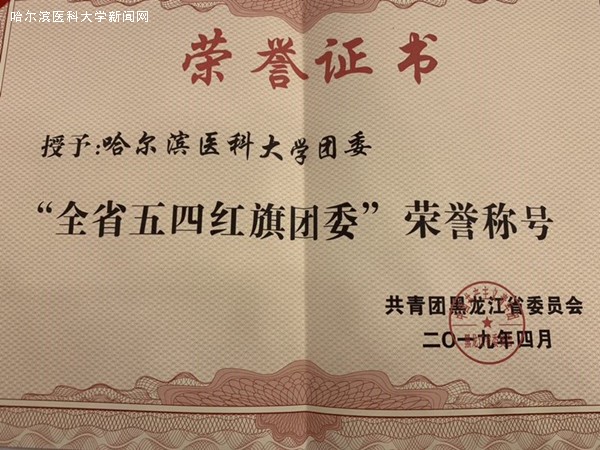 哈尔滨医科大学新闻网
荣誉证书
授予:哈尔滨医科大学团委
“全省五四红旗团委”荣誉称号
共青团黑龙江省委员会
二〇一九年四月